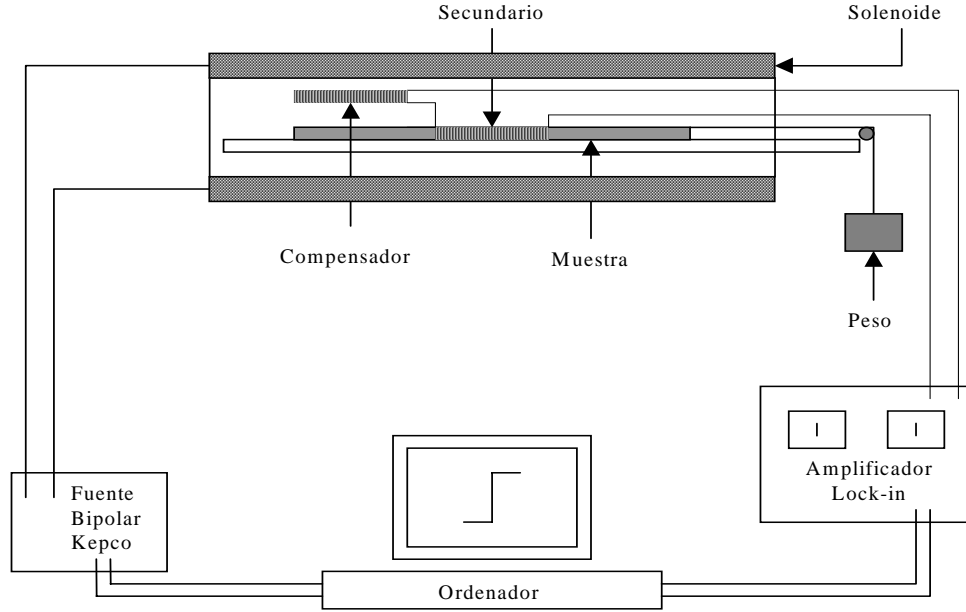 Secundario
Solenoide
Compensador
Muestra
Peso
Amplificador
Lock-in
Fuente
Bipolar
Kepco
Ordenador